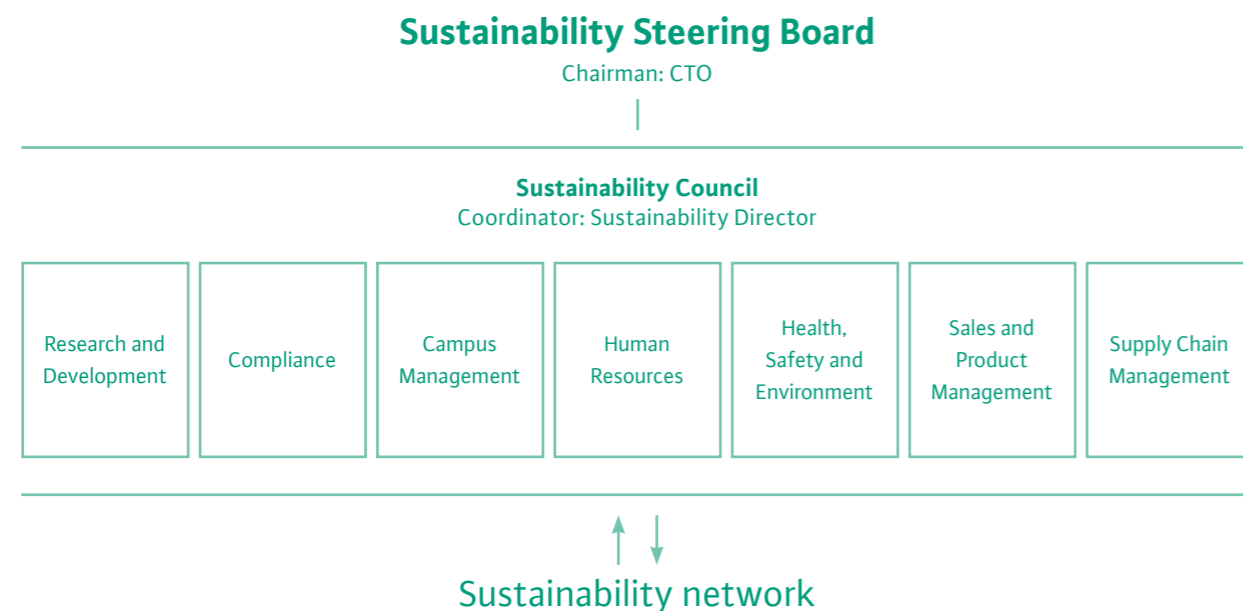 Sustainability Steering Board
Chairman: CTO
Sustainability Council
Coordinator: Sustainability Director
Research and
Development
Compliance
Campus
Management
Human
Resources
Health,
Safety and
Environment
Sales and
Product
Management
Supply Chain
Management
Sustainability network